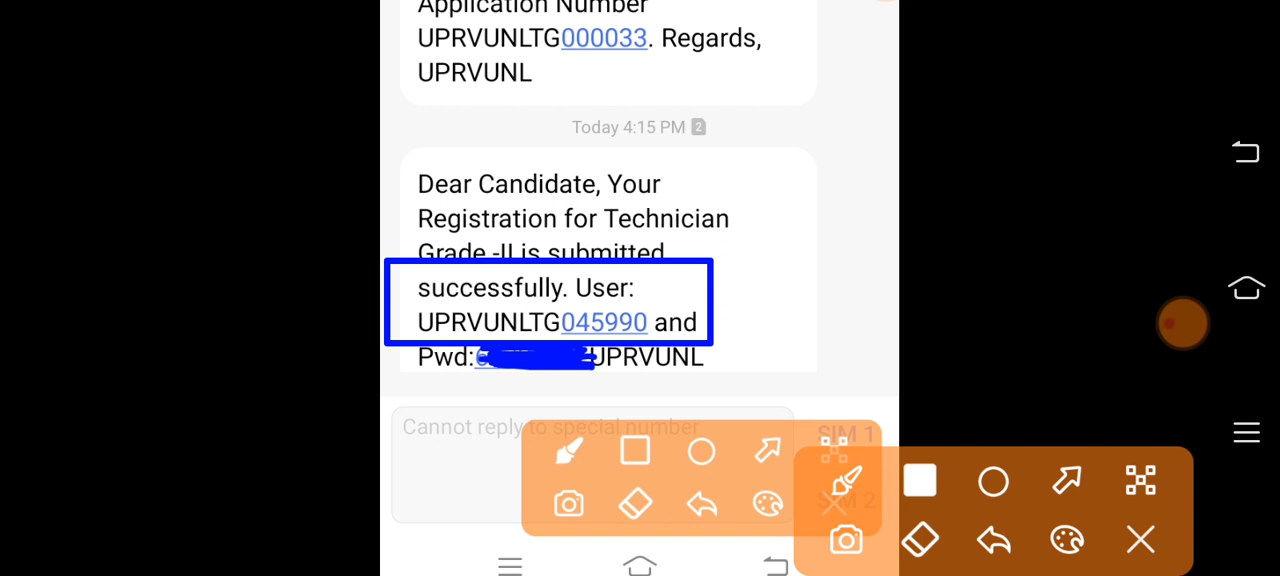 Application Number
UPRVUNLTG000033. Regards,
UPRVUNL
Today 4:15 PM 2
Dear Candidate, Your
Registration for Technician
Grade -II is submitted
successfully. User:
UPRVUNLTG045990 and
Pwd: UPRVUNL
Cannot reply to special number
SIM 1
SIM 2